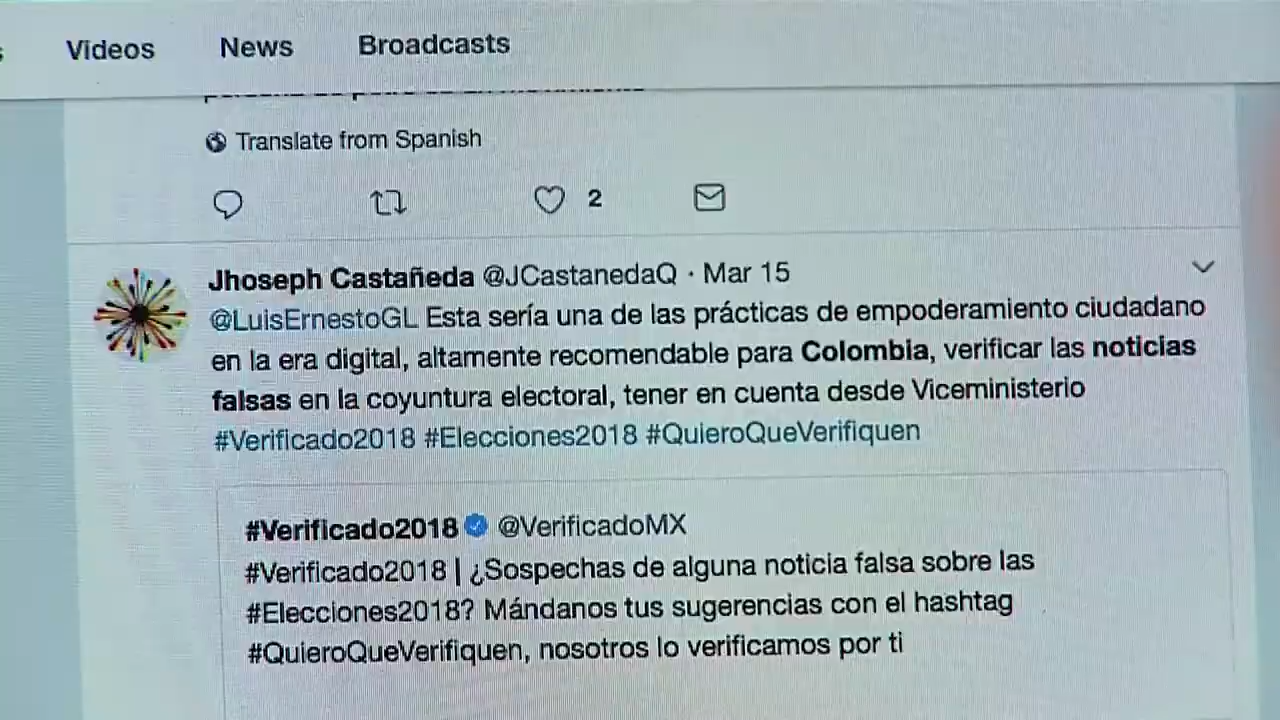 Videos News Broadcasts
Translate from Spanish
2
Jhoseph Castañeda @JCastanedaQ · Mar 15
@LuisErnestoGL Esta sería una de las prácticas de empoderamiento ciudadano
en la era digital, altamente recomendable para Colombia, verificar las noticias
falsas en la coyuntura electoral, tener en cuenta desde Viceministerio
#Verificado2018 #Elecciones2018 #QuieroQueVerifiquen
#Verificado2018 @VerificadoMX
#Verificado2018 | ¿Sospechas de alguna noticia falsa sobre las
#Elecciones2018? Mándanos tus sugerencias con el hashtag
#QuieroQueVerifiquen, nosotros lo verificamos por ti